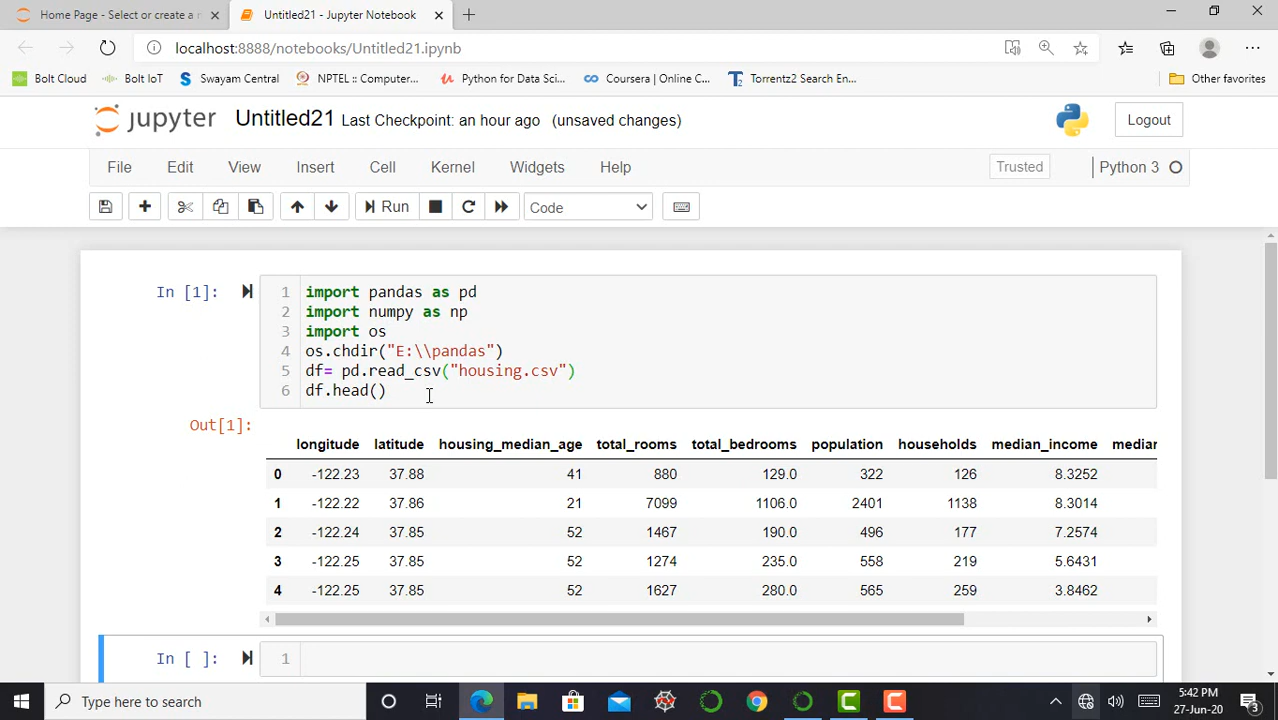 Home Page - Select or create a n
Untitled21 - Jupyter Notebook
localhost:8888/notebooks/Untitled21.ipynb
Bolt Cloud
Bolt IoT
Swayam Central
NPTEL :: Computer...
Python for Data Sci...
Coursera | Online C...
Torrentz2 Search En...
Other favorites
jupyter Untitled21 Last Checkpoint: an hour ago (unsaved changes)
Logout
File Edit View Insert Cell Kernel Widgets Help
Trusted
Python 3
Run
Code
In [1]:
1 import pandas as pd
2 import numpy as np
3 import os
4 os.chdir("E:\\pandas")
5 df= pd.read_csv("housing.csv")
6 df.head()
Out[1]:
longitude latitude housing_median_age total_rooms total_bedrooms population households median_income median
0 -122.23 37.88 41 880 129.0 322 126 8.3252
1 -122.22 37.86 21 7099 1106.0 2401 1138 8.3014
2 -122.24 37.85 52 1467 190.0 496 177 7.2574
3 -122.25 37.85 52 1274 235.0 558 219 5.6431
4 -122.25 37.85 52 1627 280.0 565 259 3.8462
In [ ]:
1
Type here to search
5:42 PM
27-Jun-20
3